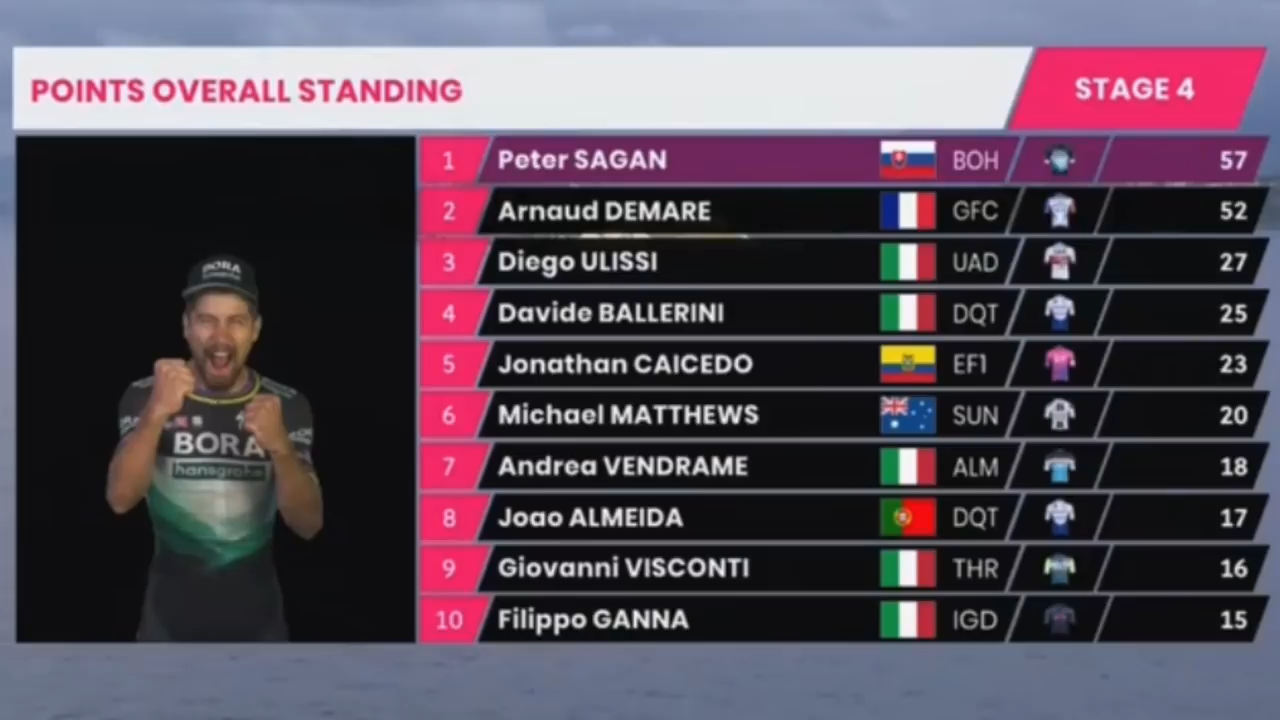 POINTS OVERALL STANDING
STAGE 4
1 Peter SAGAN BOH 57
2 Arnaud DEMARE GFC 52
3 Diego ULISSI UAD 27
4 Davide BALLERINI DQT 25
5 Jonathan CAICEDO EF1 23
6 Michael MATTHEWS SUN 20
7 Andrea VENDRAME ALM 18
8 Joao ALMEIDA DQT 17
9 Giovanni VISCONTI THR 16
10 Filippo GANNA IGD 15
BORA
BORA
hansgrohe